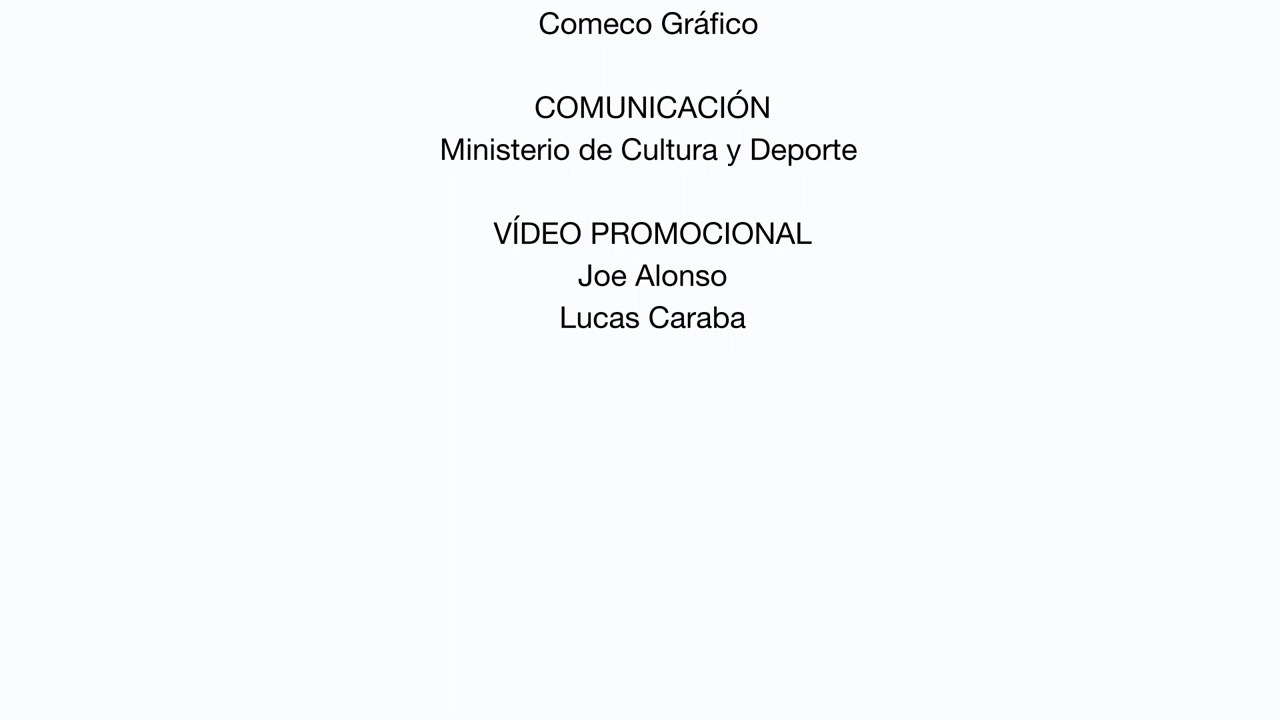 Comeco Gráfico
COMUNICACIÓN
Ministerio de Cultura y Deporte
VÍDEO PROMOCIONAL
Joe Alonso
Lucas Caraba